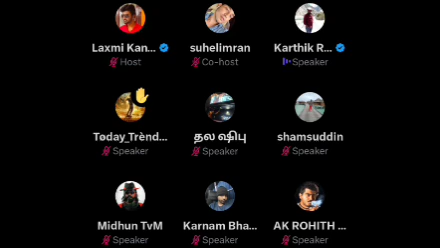 Laxmi Kan... suhelimran Karthik R...
Host Co-host Speaker
Tøday_Trènd... தல ஷிபு shamsuddin
Speaker Speaker Speaker
Midhun TvM Karnam Bha... AK ROHITH ...
Speaker Speaker Speaker